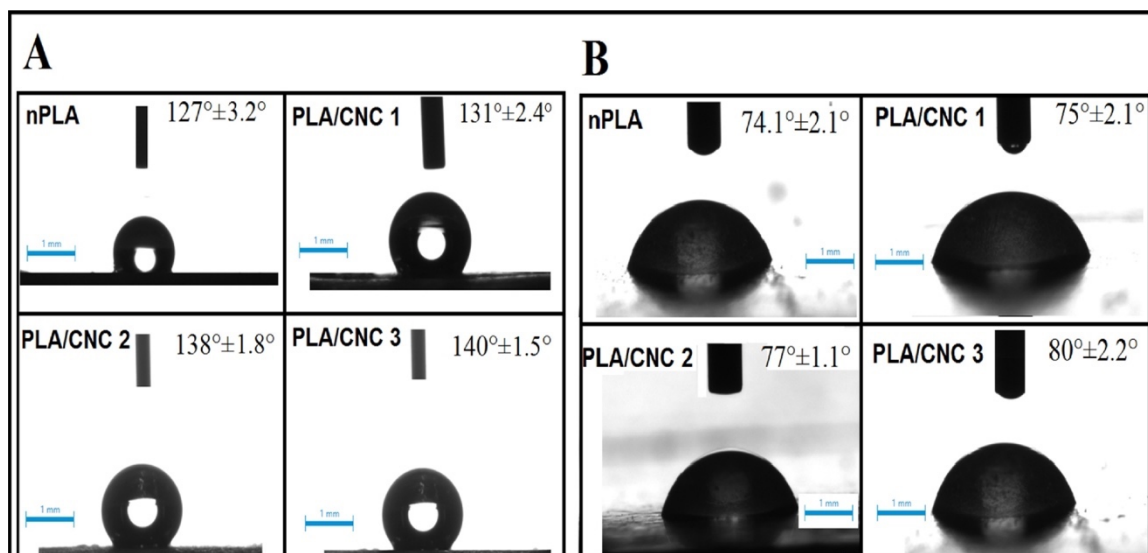 A
nPLA 127°±3.2°
1 mm
PLA/CNC 1 131°±2.4°
1 mm
PLA/CNC 2 138°±1.8°
1 mm
PLA/CNC 3 140°±1.5°
1 mm
B
nPLA 74.1°±2.1°
1 mm
PLA/CNC 1 75°±2.1°
1 mm
PLA/CNC 2 77°±1.1°
1 mm
PLA/CNC 3 80°±2.2°
1 mm